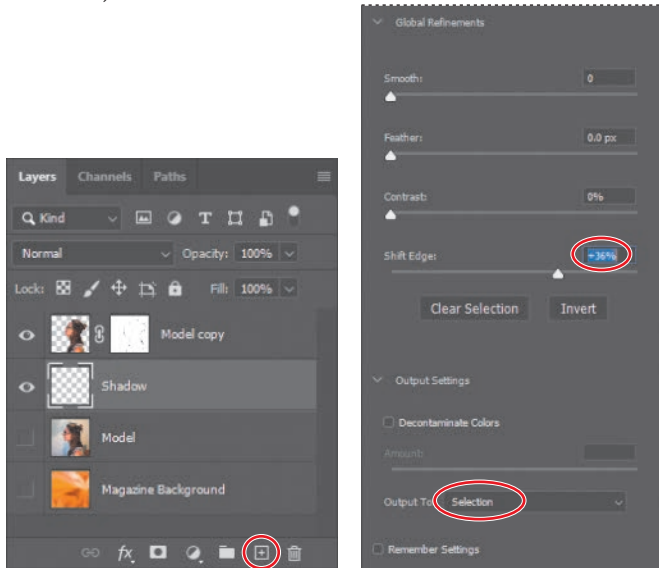 Layers Channels Paths
Kind
Normal Opacity: 100%
Lock: Fill: 100%
Model copy
Shadow
Model
Magazine Background
fx
Global Refinements
Smooth: 0
Feather: 0.0 px
Contrast: 0%
Shift Edge: +36%
Clear Selection Invert
Output Settings
Decontaminate Colors
Amount:
Output To: Selection
Remember Settings